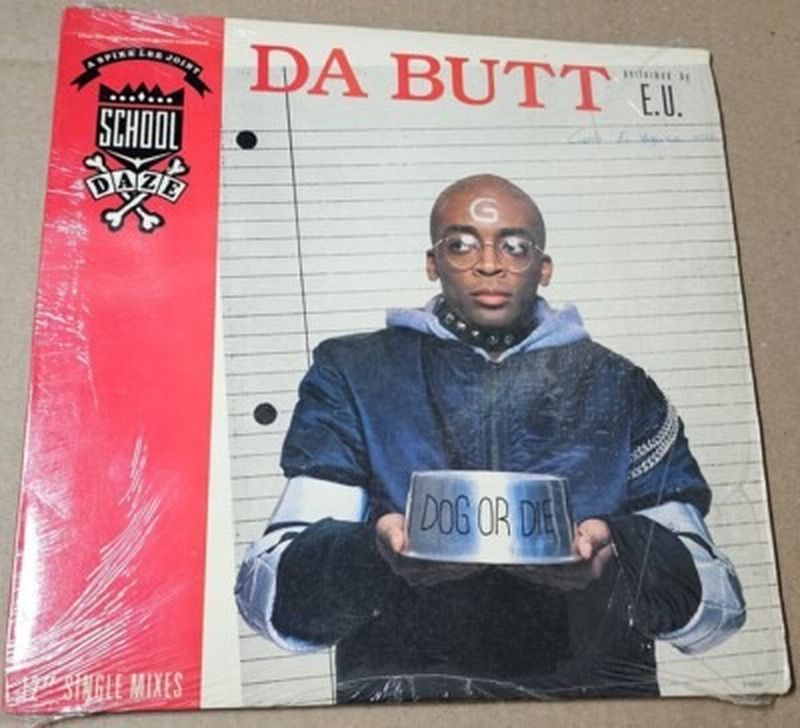 A SPIKE LEE JOINT
SCHOOL
DAZE
DA BUTT
performed by
E.U.
G
DOG OR DIE
12" SINGLE MIXES